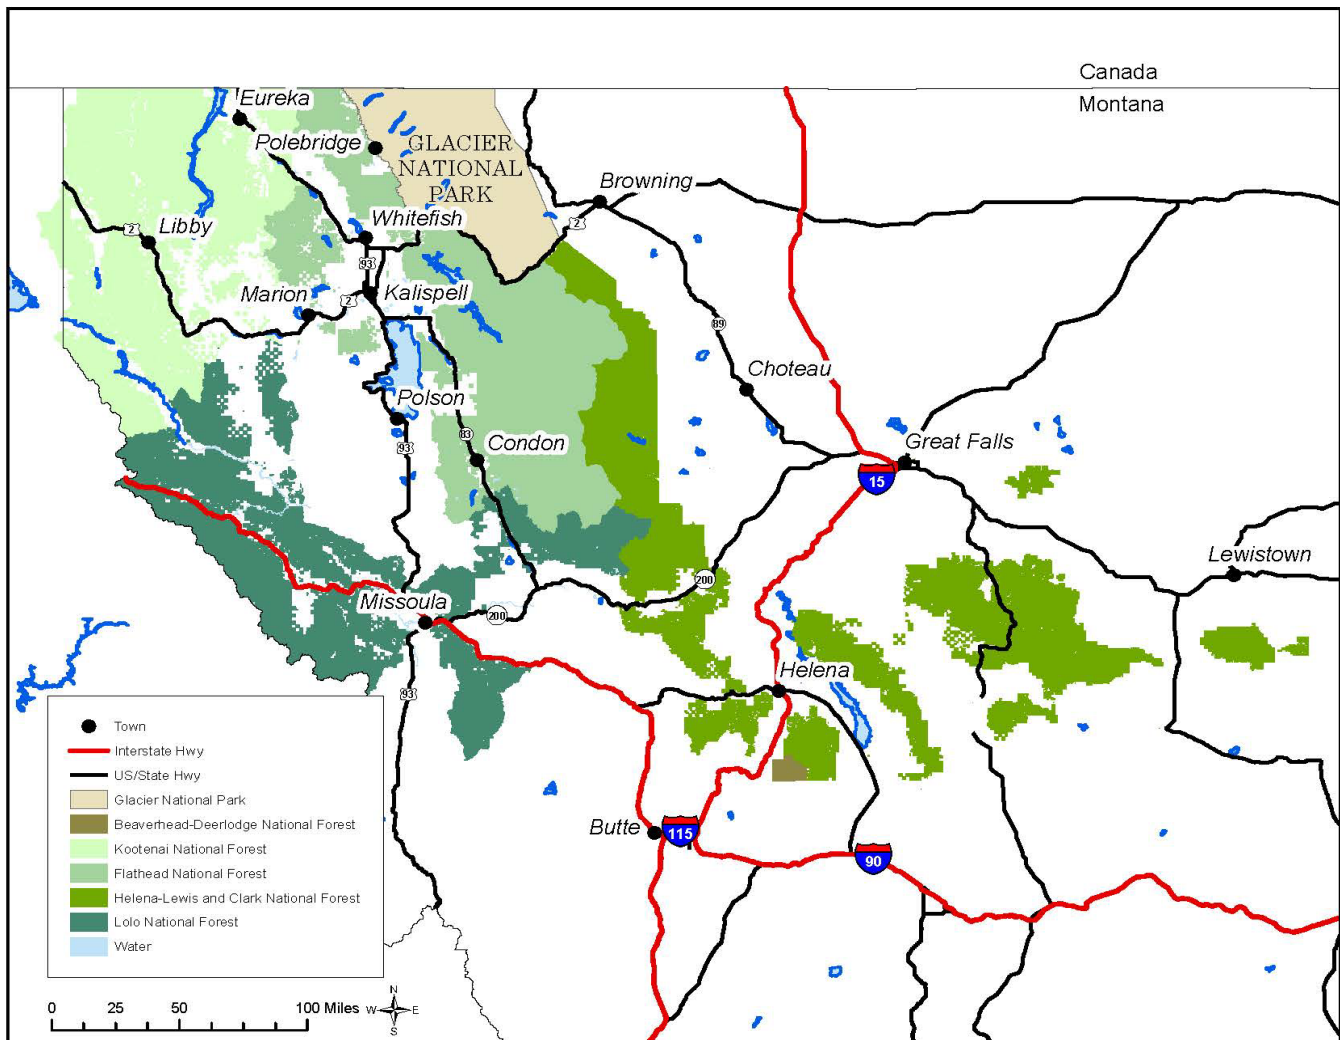 Canada
Montana
Eureka
Polebridge
GLACIER
NATIONAL
PARK
Browning
2
Whitefish
2
Libby
93
Marion
2
Kalispell
89
Choteau
Polson
93
83
Condon
Great Falls
15
Lewistown
200
Missoula
200
Helena
93
Town
Interstate Hwy
US/State Hwy
Glacier National Park
Beaverhead-Deerlodge National Forest
Kootenai National Forest
Flathead National Forest
Helena-Lewis and Clark National Forest
Lolo National Forest
Water
Butte
115
90
0 25 50 100 Miles
N
W E
S